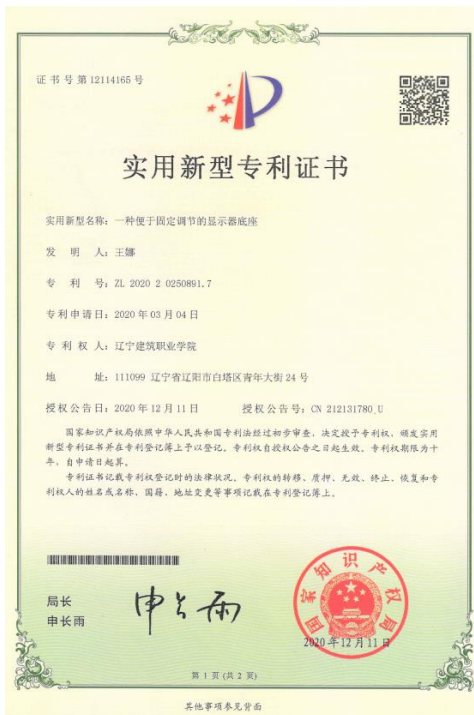 证书号第12114165号
实用新型专利证书
实用新型名称：一种便于固定调节的显示器底座
发明人：王娜
专利号：ZL 2020 2 0250891.7
专利申请日：2020年03月04日
专利权人：辽宁建筑职业学院
地址：111099 辽宁省辽阳市白塔区青年大街24号
授权公告日：2020年12月11日 授权公告号：CN 212131780 U
国家知识产权局依照中华人民共和国专利法经过初步审查，决定授予专利权，颁发实用
新型专利证书并在专利登记簿上予以登记。专利权自授权公告之日起生效。专利权期限为十
年，自申请日起算。
专利证书记载专利权登记时的法律状况。专利权的转移、质押、无效、终止、恢复和专
利权人的姓名或名称、国籍、地址变更等事项记载在专利登记簿上。
局长
申长雨
申长雨
国家知识产权局
2020年12月11日
第 1 页 (共 2 页)
其他事项参见背面